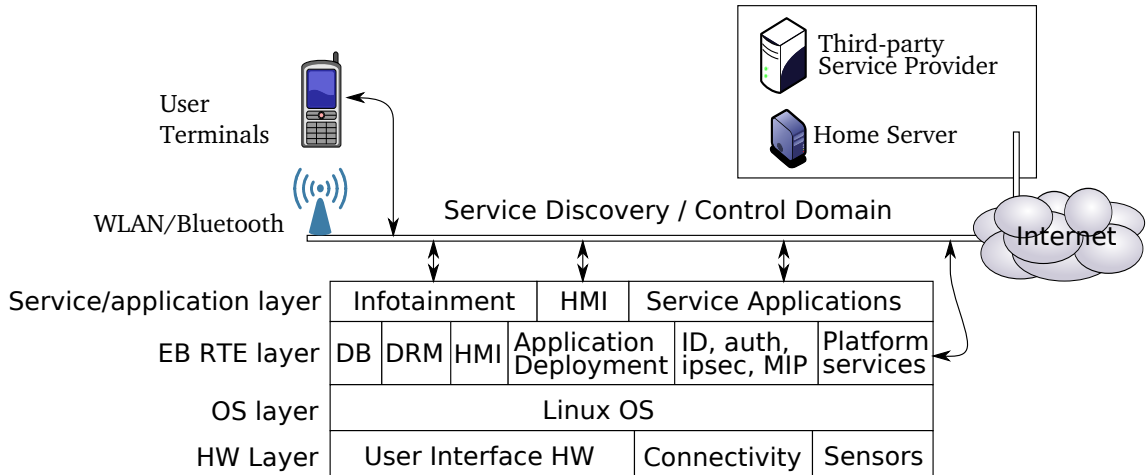 Third-party
Service Provider
User
Terminals
Home Server
WLAN/Bluetooth
Service Discovery / Control Domain
Internet
Service/application layer
Infotainment
HMI
Service Applications
EB RTE layer
DB
DRM
HMI
Application
Deployment
ID, auth,
ipsec, MIP
Platform
services
OS layer
Linux OS
HW Layer
User Interface HW
Connectivity
Sensors